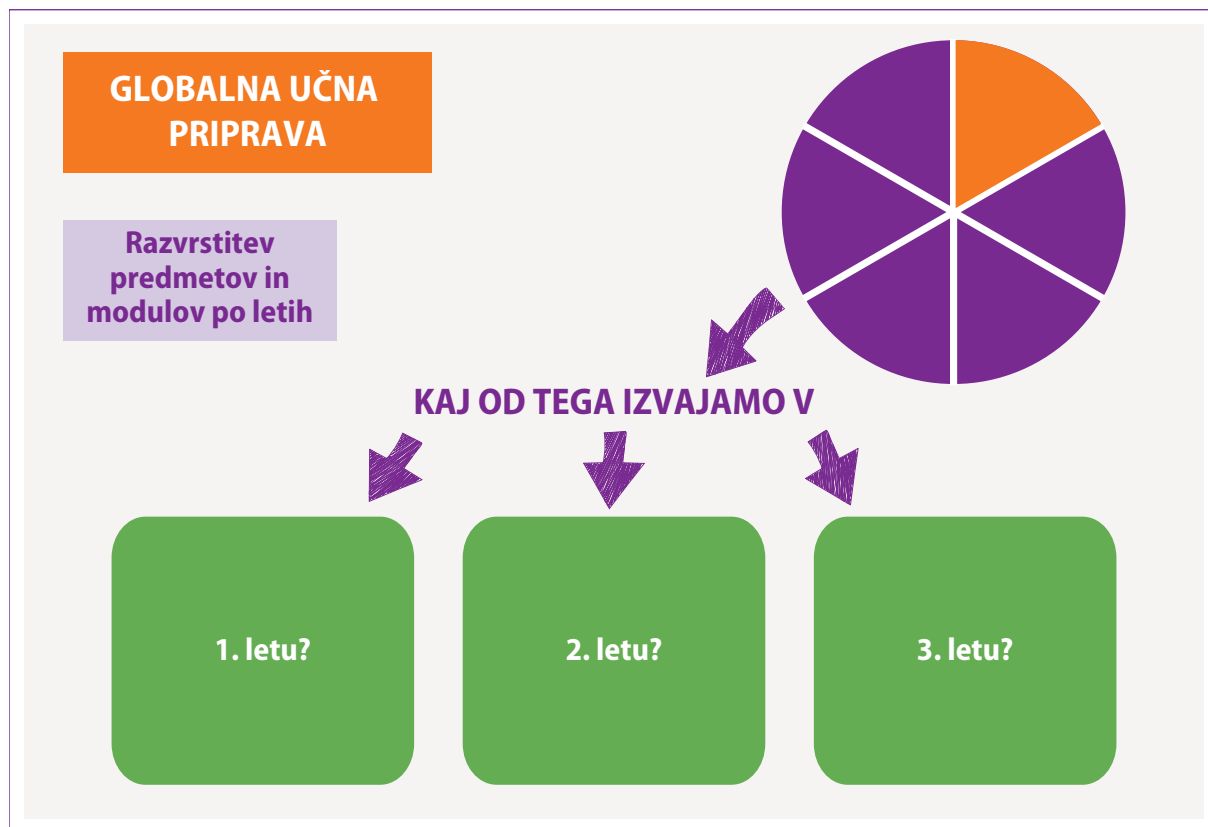 GLOBALNA UČNA
PRIPRAVA
Razvrstitev
predmetov in
modulov po letih
KAJ OD TEGA IZVAJAMO V
1. letu?
2. letu?
3. letu?